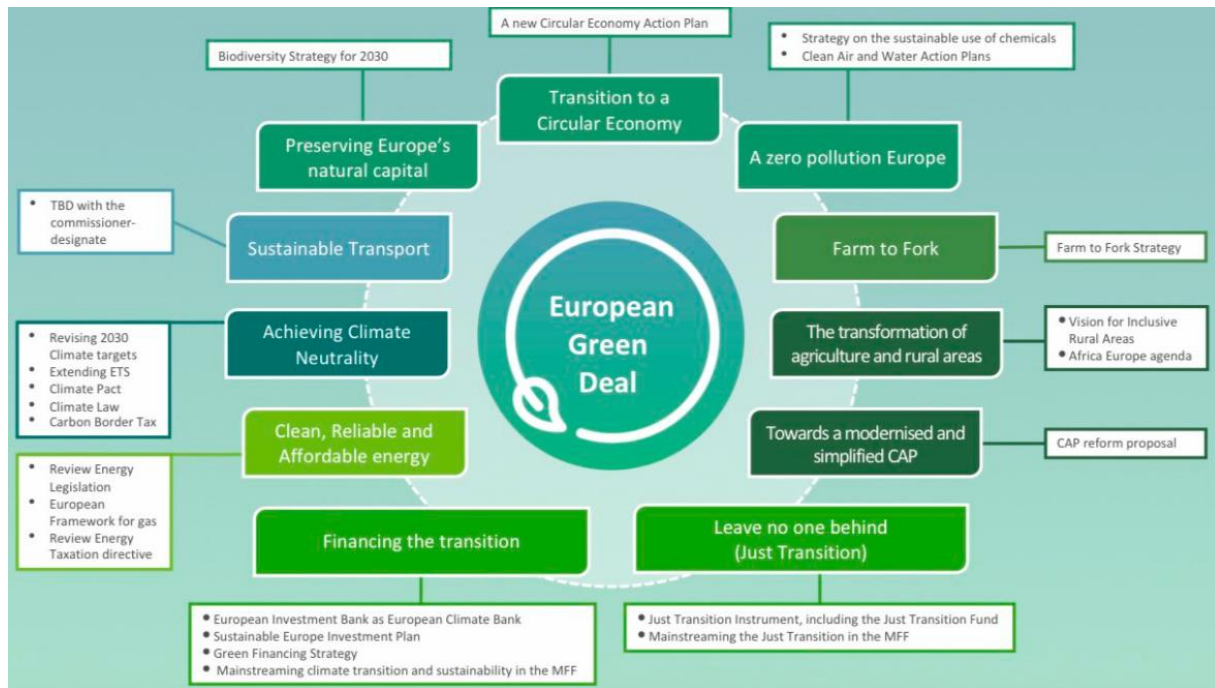 A new Circular Economy Action Plan
Biodiversity Strategy for 2030
• Strategy on the sustainable use of chemicals
• Clean Air and Water Action Plans
Transition to a
Circular Economy
Preserving Europe's
natural capital
A zero pollution Europe
• TBD with the
commissioner-
designate
Sustainable Transport
Farm to Fork
Farm to Fork Strategy
European
Green
Deal
• Revising 2030
Climate targets
• Extending ETS
• Climate Pact
• Climate Law
• Carbon Border Tax
Achieving Climate
Neutrality
The transformation of
agriculture and rural areas
• Vision for Inclusive
Rural Areas
• Africa Europe agenda
Clean, Reliable and
Affordable energy
Towards a modernised and
simplified CAP
CAP reform proposal
• Review Energy
Legislation
• European
Framework for gas
• Review Energy
Taxation directive
Financing the transition
Leave no one behind
(Just Transition)
• European Investment Bank as European Climate Bank
• Sustainable Europe Investment Plan
• Green Financing Strategy
• Mainstreaming climate transition and sustainability in the MFF
• Just Transition Instrument, including the Just Transition Fund
• Mainstreaming the Just Transition in the MFF